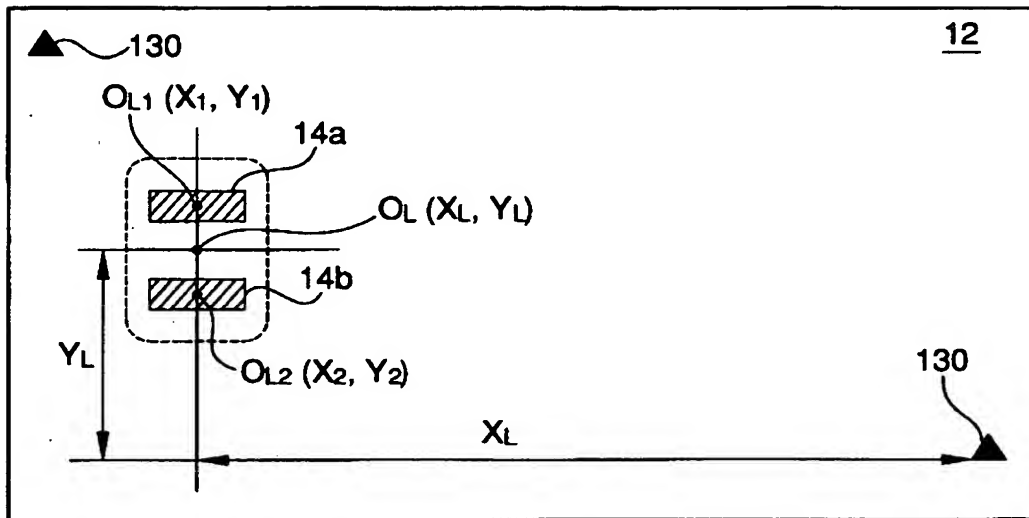 130
12
OL1 (X1, Y1)
14a
OL (XL, YL)
14b
YL
OL2 (X2, Y2)
130
XL